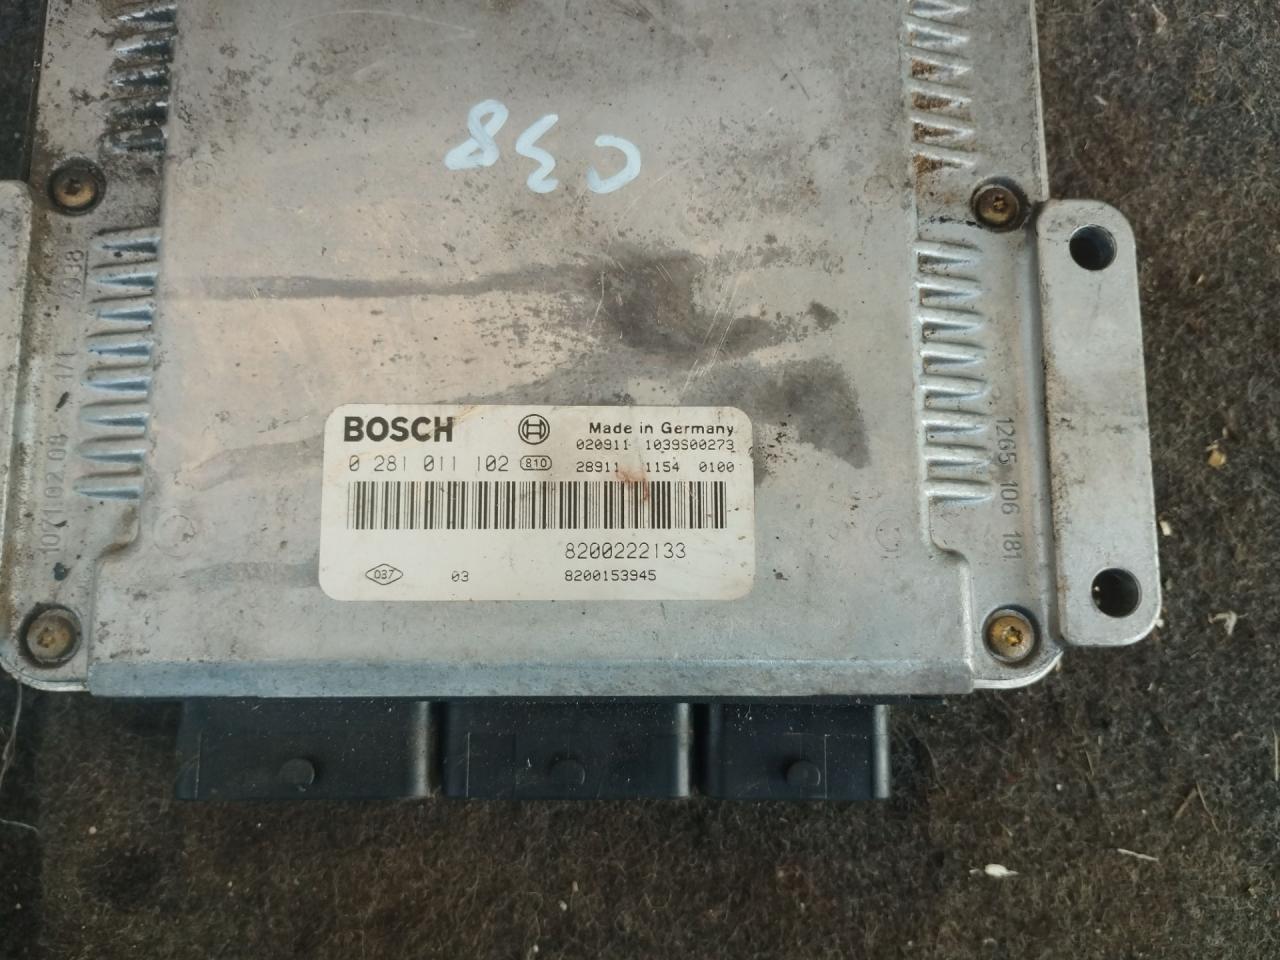 BOSCH
Made in Germany
020911 1039S00273
0 281 011 102 810
28911 1154 0100
8200222133
037 03 8200153945
1265 106 181